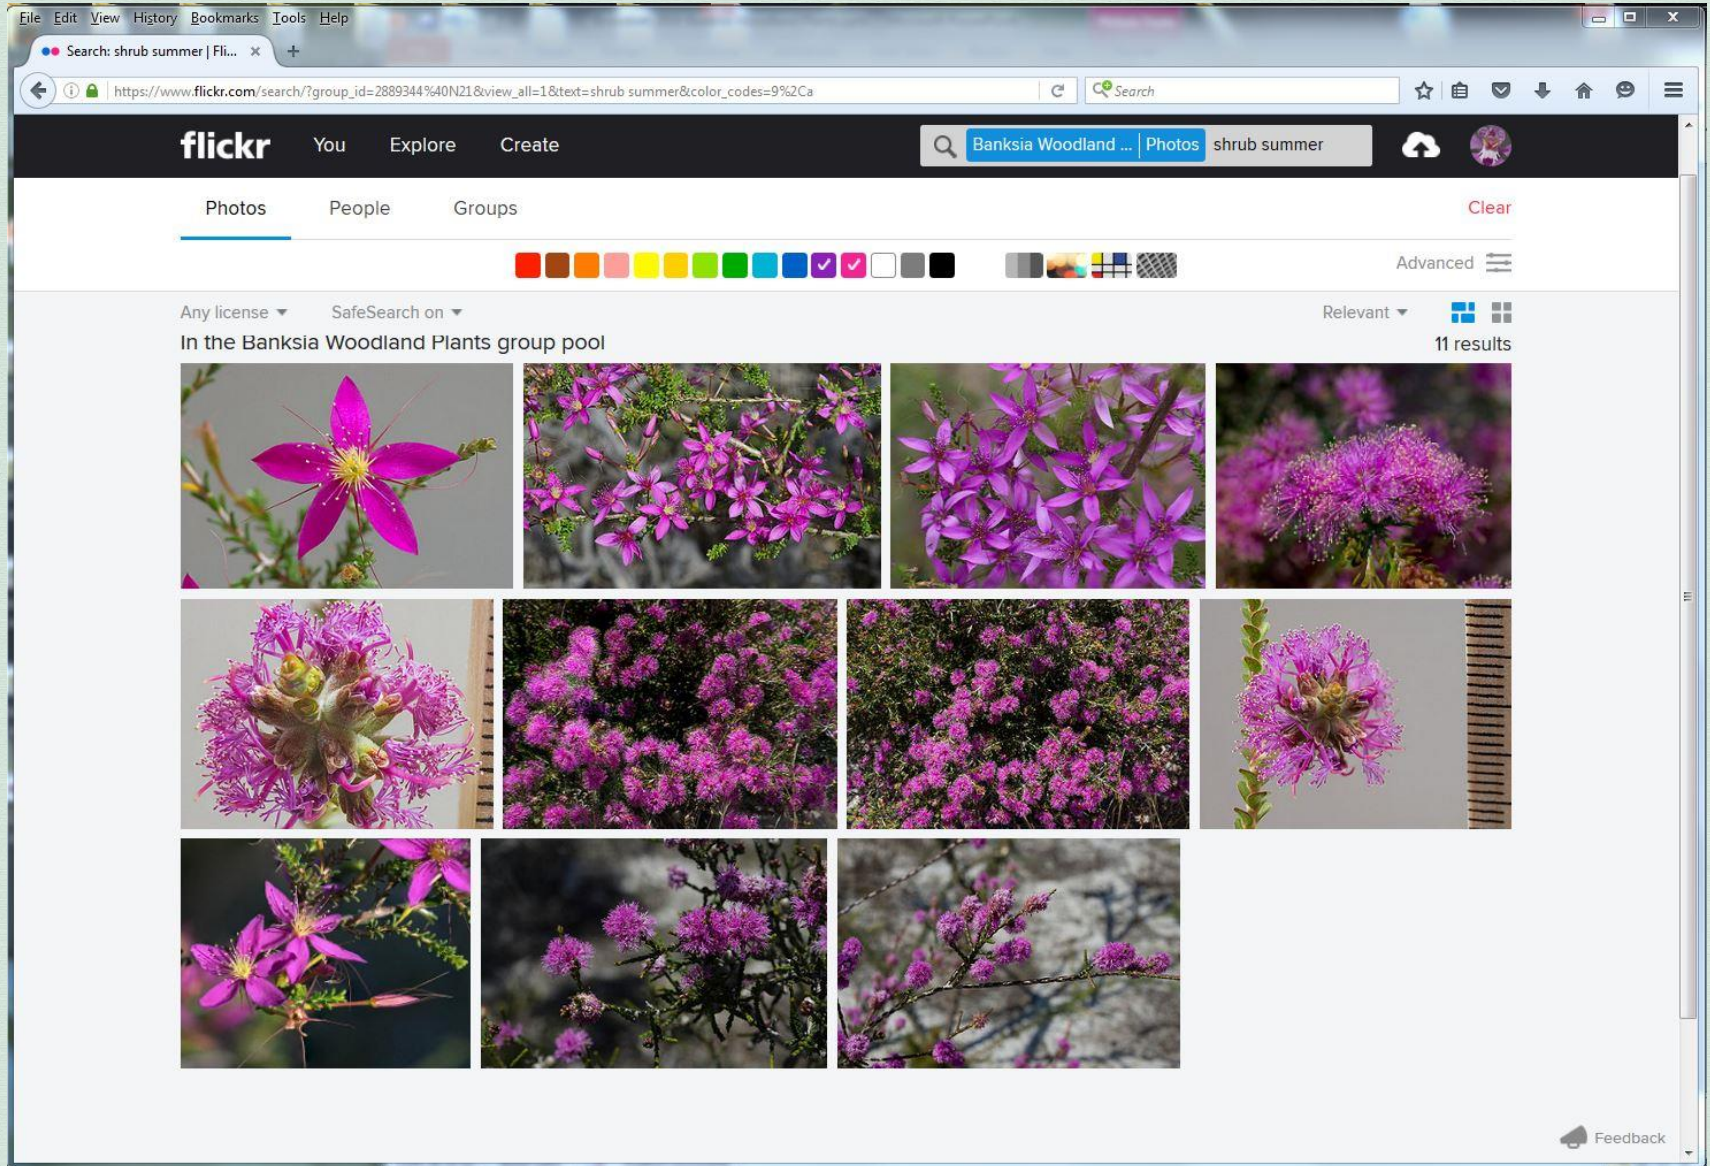 File Edit View History Bookmarks Tools Help
Search: shrub summer | Fli...
https://www.flickr.com/search/?group_id=2889344%40N21&view_all=1&text=shrub summer&color_codes=9%2Ca
Search
flickr You Explore Create
Banksia Woodland ... | Photos shrub summer
Photos People Groups
Clear
Advanced
Any license SafeSearch on
Relevant
In the Banksia Woodland Plants group pool
11 results
Feedback